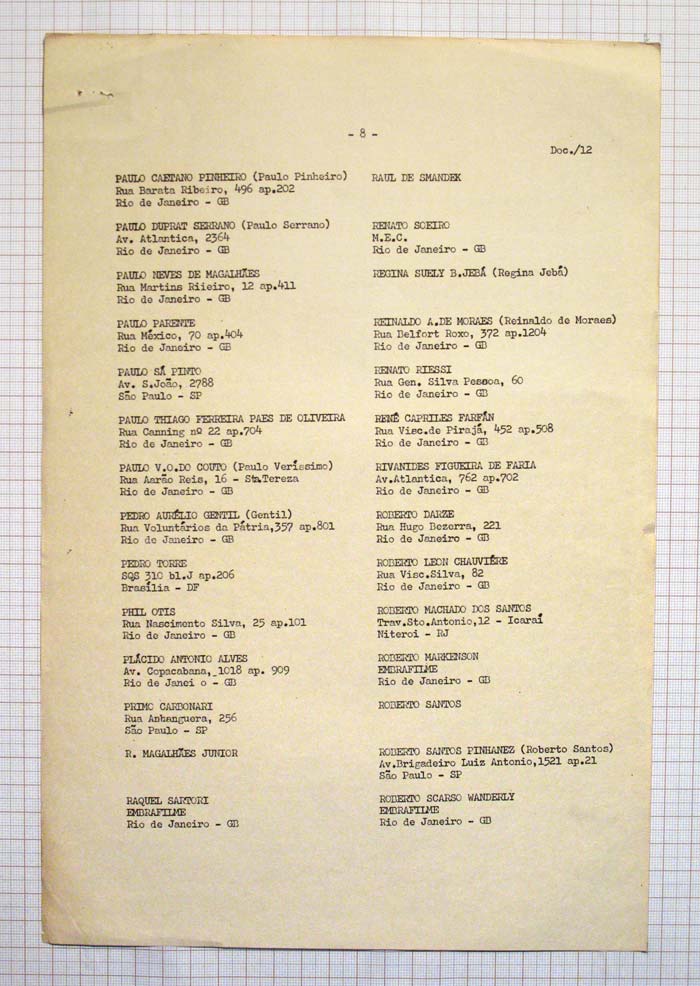 - 8 -
Doc./12
PAULO CAETANO PINHEIRO (Paulo Pinheiro)
Rua Barata Ribeiro, 496 ap.202
Rio de Janeiro - GB
PAULO DUPRAT SERRANO (Paulo Serrano)
Av. Atlantica, 2364
Rio de Janeiro - GB
PAULO NEVES DE MAGALHÃES
Rua Martins Riieiro, 12 ap.411
Rio de Janeiro - GB
PAULO PARENTE
Rua México, 70 ap.404
Rio de Janeiro - GB
PAULO SÁ PINTO
Av. S.João, 2788
São Paulo - SP
PAULO THIAGO FERREIRA PAES DE OLIVEIRA
Rua Canning nº 22 ap.704
Rio de Janeiro - GB
PAULO V.O.DO COUTO (Paulo Veríssimo)
Rua Aarão Reis, 16 - Sta.Tereza
Rio de Janeiro - GB
PEDRO AURÉLIO GENTIL (Gentil)
Rua Voluntários da Pátria,357 ap.801
Rio de Janeiro - GB
PEDRO TORRE
SQS 310 bl.J ap.206
Brasília - DF
PHIL OTIS
Rua Nascimento Silva, 25 ap.101
Rio de Janeiro - GB
PLÁCIDO ANTONIO ALVES
Av. Copacabana, 1018 ap. 909
Rio de Janei o - GB
PRIMO CARBONARI
Rua Anhanguera, 256
São Paulo - SP
R. MAGALHÃES JUNIOR
RAQUEL SARTORI
EMBRAFILME
Rio de Janeiro - GB
RAUL DE SMANDEK
RENATO SOEIRO
M.E.C.
Rio de Janeiro - GB
REGINA SUELY B.JEBÁ (Regina Jebá)
REINALDO A.DE MORAES (Reinaldo de Moraes)
Rua Belfort Roxo, 372 ap.1204
Rio de Janeiro - GB
RENATO RIESSI
Rua Gen. Silva Pessoa, 60
Rio de Janeiro - GB
RENÊ CAPRILES FARFÁN
Rua Visc.de Pirajá, 452 ap.508
Rio de Janeiro - GB
RIVANIDES FIGUEIRA DE FARIA
Av.Atlantica, 762 ap.702
Rio de Janeiro - GB
ROBERTO DARZE
Rua Hugo Bezerra, 221
Rio de Janeiro - GB
ROBERTO LEON CHAUVIÉRE
Rua Visc.Silva, 82
Rio de Janeiro - GB
ROBERTO MACHADO DOS SANTOS
Trav.Sto.Antonio,12 - Icaraí
Niteroi - RJ
ROBERTO MARKENSON
EMBRAFILME
Rio de Janeiro - GB
ROBERTO SANTOS
ROBERTO SANTOS PINHANEZ (Roberto Santos)
Av.Brigadeiro Luiz Antonio,1521 ap.21
São Paulo - SP
ROBERTO SCARSO WANDERLY
EMBRAFILME
Rio de Janeiro - GB